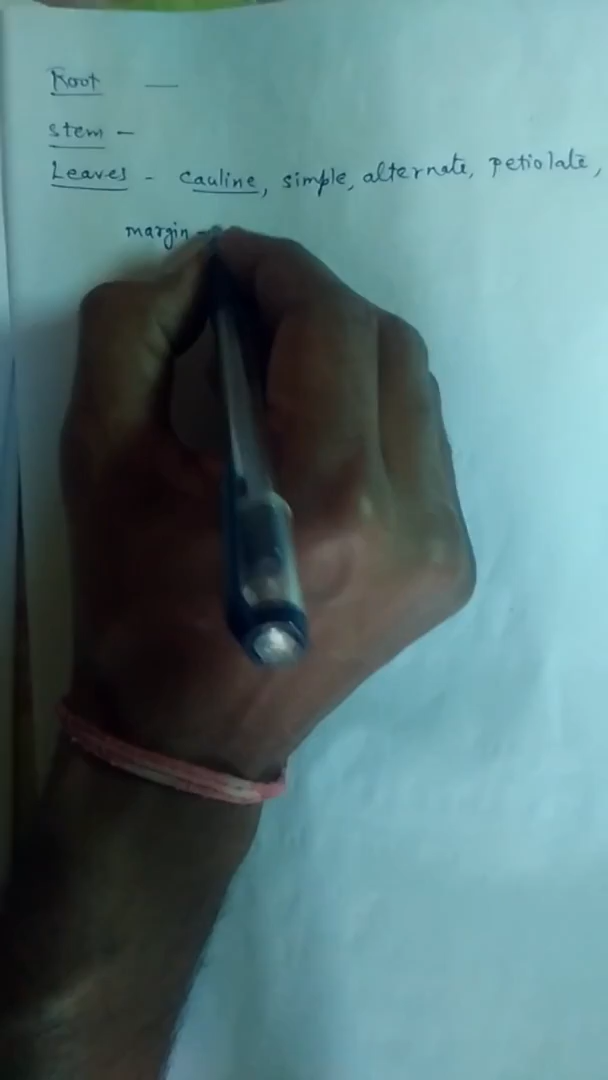 Root —
Stem –
Leaves - cauline, simple, alternate, petiolate,
margin -